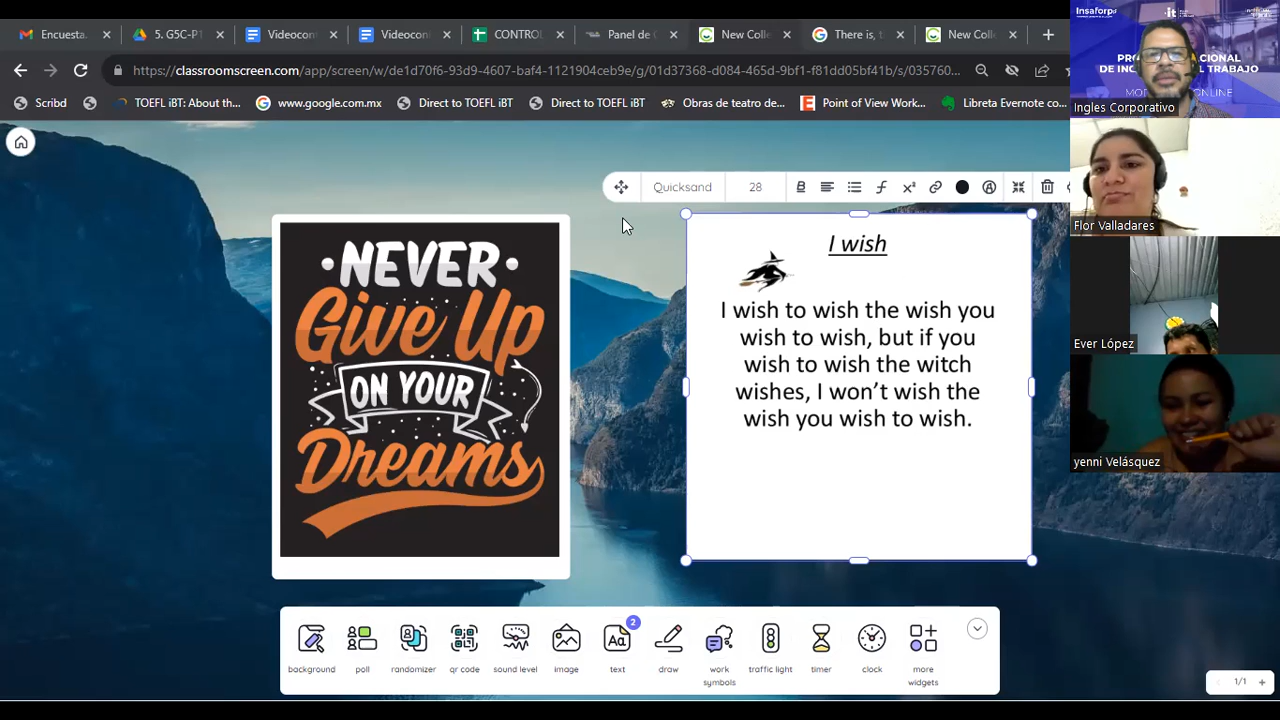 Encuesta.
5. G5C-P1
Videocon
Videocon
CONTROL
Panel de C
New Colle
There is, t
New Colle
https://classroomscreen.com/app/screen/w/de1d70f6-93d9-4607-baf4-1121904ceb9e/g/01d37368-d084-465d-9bf1-f81dd05bf41b/s/035760...
Scribd
TOEFL iBT: About the...
www.google.com.mx
Direct to TOEFL iBT
Direct to TOEFL iBT
Obras de teatro de...
Point of View Work...
Libreta Evernote co...
Quicksand
28
NEVER
Give Up
ON YOUR
Dreams
I wish
I wish to wish the wish you
wish to wish, but if you
wish to wish the witch
wishes, I won’t wish the
wish you wish to wish.
background
poll
randomizer
qr code
sound level
image
2
text
draw
work
symbols
traffic light
timer
clock
more
widgets
1/1
Insaforp
Ingles Corporativo
Flor Valladares
Ever López
yenni Velásquez